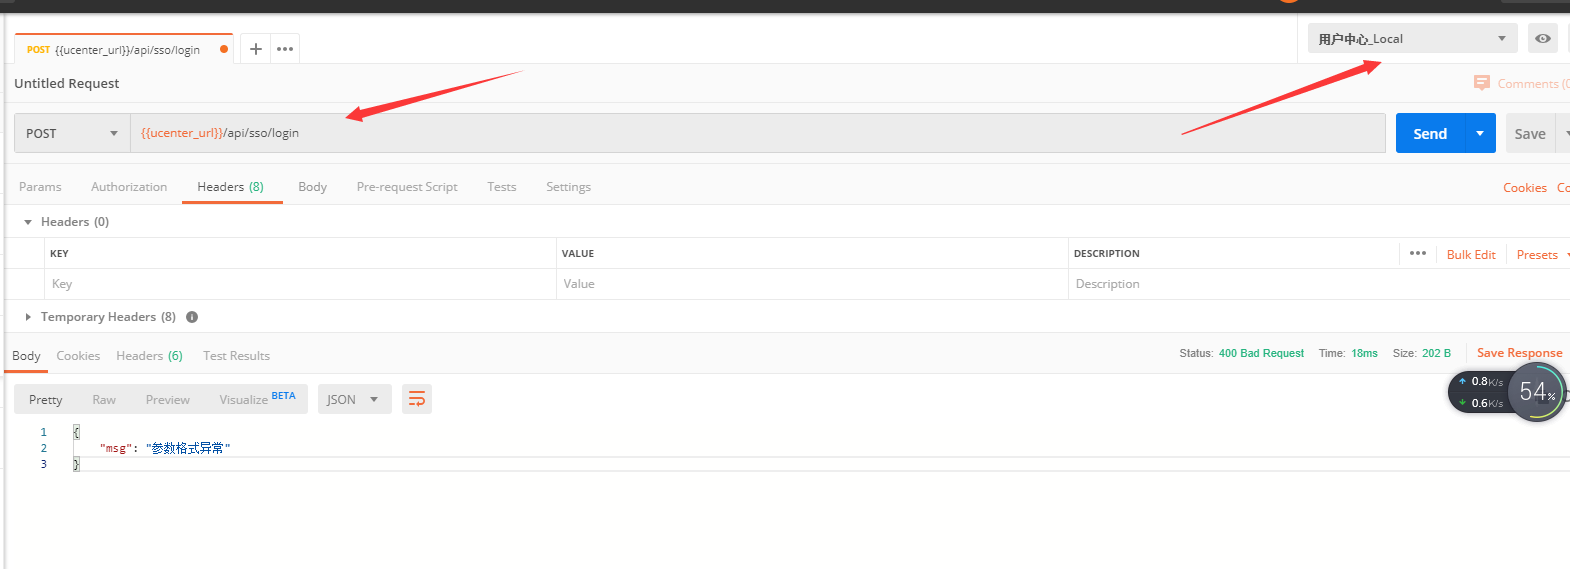 POST {{ucenter_url}}/api/sso/login
用户中心_Local
Untitled Request
Comments (0
POST {{ucenter_url}}/api/sso/login Send Save
Params Authorization Headers (8) Body Pre-request Script Tests Settings Cookies Co
Headers (0)
KEY VALUE DESCRIPTION ••• Bulk Edit Presets
Key Value Description
Temporary Headers (8)
Body Cookies Headers (6) Test Results Status: 400 Bad Request Time: 18ms Size: 202 B Save Response
0.8K/s
0.6K/s
54%
Pretty Raw Preview Visualize BETA JSON
1 {
2 "msg": "参数格式异常"
3 }